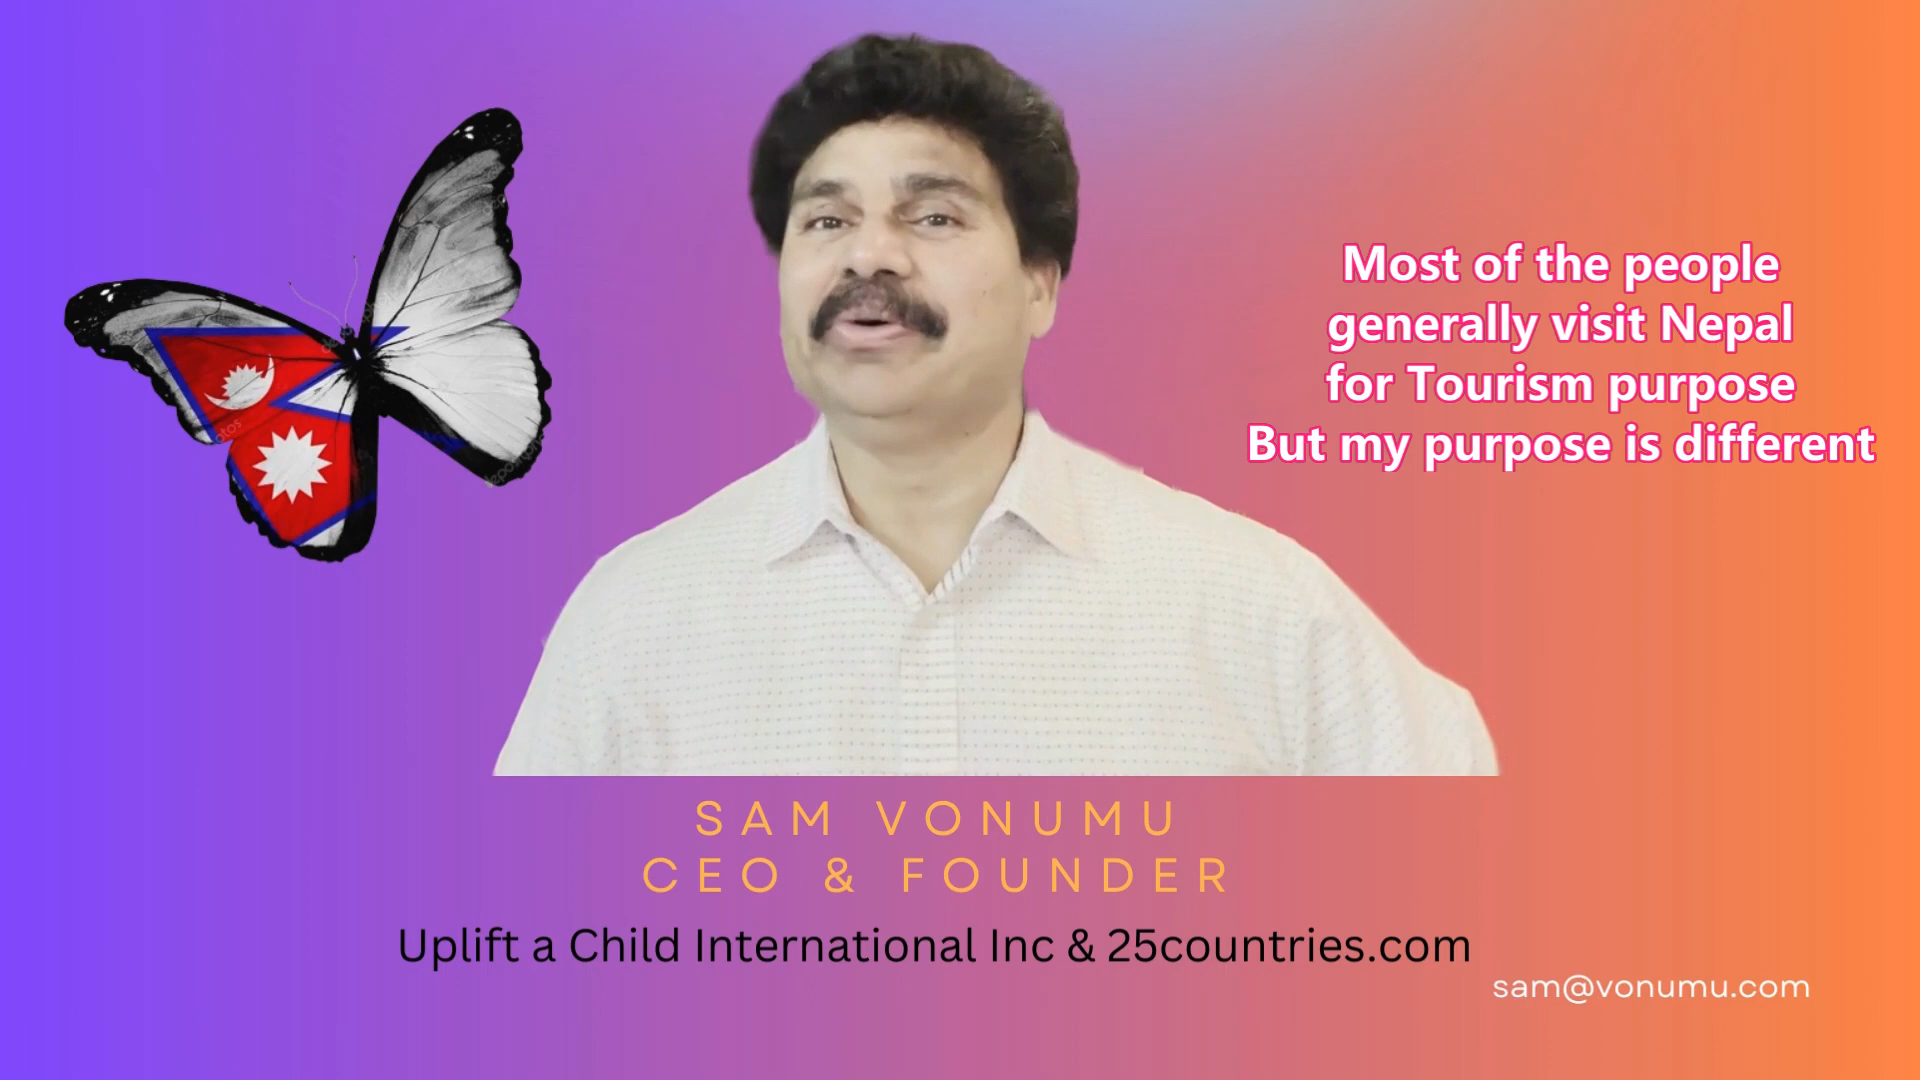 Most of the people
generally visit Nepal
for Tourism purpose
But my purpose is different
SAM VONUMU
CEO & FOUNDER
Uplift a Child International Inc & 25countries.com
sam@vonumu.com